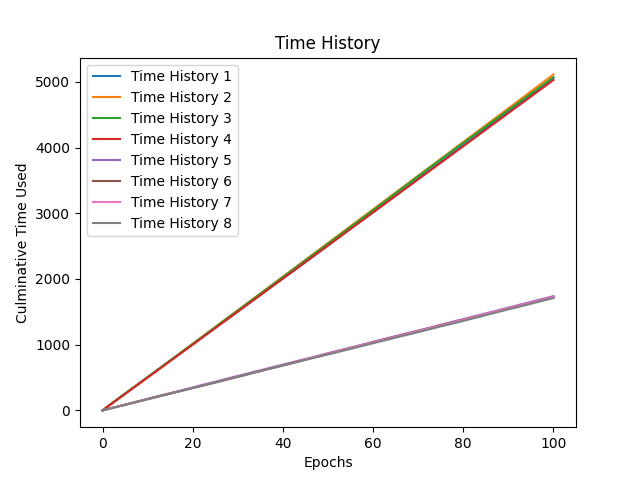 Time History
Time History 1
Time History 2
Time History 3
Time History 4
Time History 5
Time History 6
Time History 7
Time History 8
5000
4000
3000
2000
1000
0
Culminative Time Used
0 20 40 60 80 100
Epochs